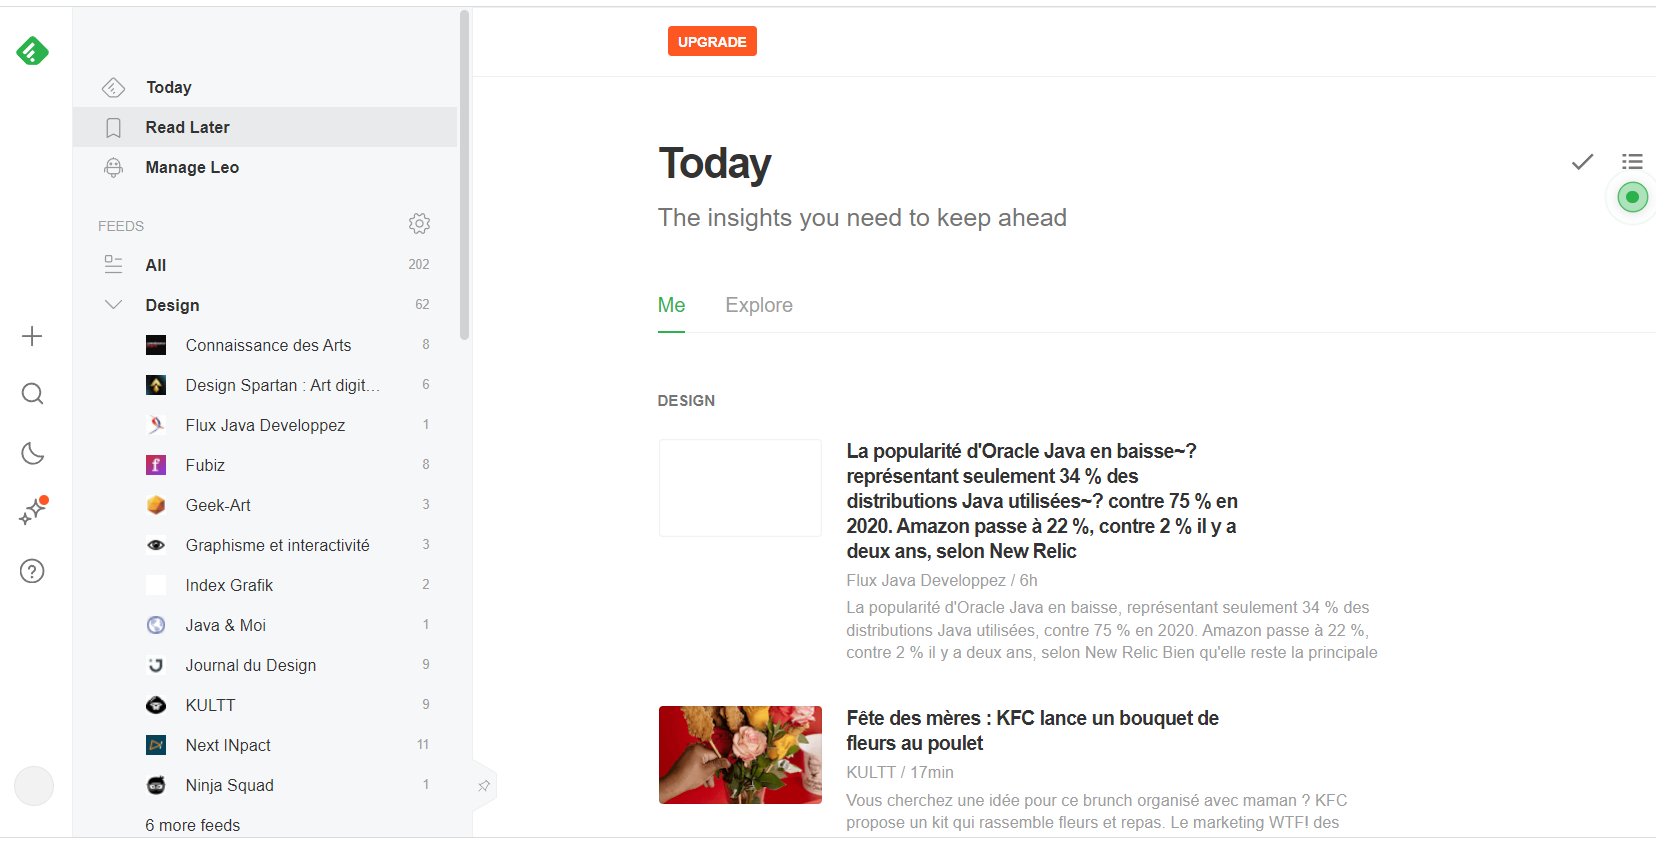 Today
Read Later
Manage Leo
FEEDS
All 202
Design 62
Connaissance des Arts 8
Design Spartan : Art digit... 6
Flux Java Developpez 1
Fubiz 8
Geek-Art 3
Graphisme et interactivité 3
Index Grafik 2
Java & Moi 1
Journal du Design 9
KULTT 9
Next INpact 11
Ninja Squad 1
6 more feeds
UPGRADE
Today
The insights you need to keep ahead
Me Explore
DESIGN
La popularité d'Oracle Java en baisse~?
représentant seulement 34 % des
distributions Java utilisées~? contre 75 % en
2020. Amazon passe à 22 %, contre 2 % il y a
deux ans, selon New Relic
Flux Java Developpez / 6h
La popularité d'Oracle Java en baisse, représentant seulement 34 % des
distributions Java utilisées, contre 75 % en 2020. Amazon passe à 22 %,
contre 2 % il y a deux ans, selon New Relic Bien qu'elle reste la principale
Fête des mères : KFC lance un bouquet de
fleurs au poulet
KULTT / 17min
Vous cherchez une idée pour ce brunch organisé avec maman ? KFC
propose un kit qui rassemble fleurs et repas. Le marketing WTF! des